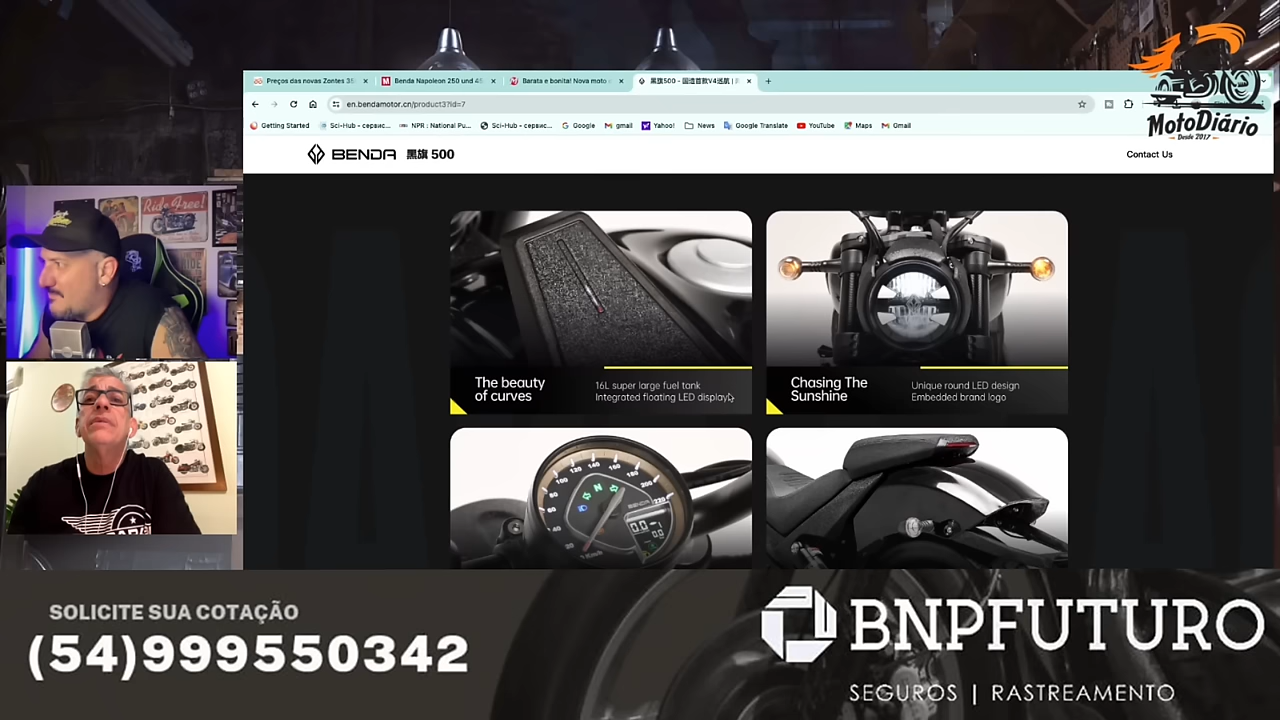 Preços das novas Zontes 35
Benda Napoleon 250 und 45
Barata e bonita! Nova moto
黑旗500 - 国造首款V4巡航 |
en.bendamotor.cn/product3?id=7
Getting Started
Sci-Hub - сервис...
NPR : National Pu...
Sci-Hub - сервис...
Google
gmail
Yahoo!
News
Google Translate
YouTube
Maps
Gmail
MotoDiário
Desde 2017
BENDA 黑旗 500
Contact Us
Ride Free!
The beauty
of curves
16L super large fuel tank
Integrated floating LED display
Chasing The
Sunshine
Unique round LED design
Embedded brand logo
SOLICITE SUA COTAÇÃO
(54)999550342
BNPFUTURO
SEGUROS | RASTREAMENTO